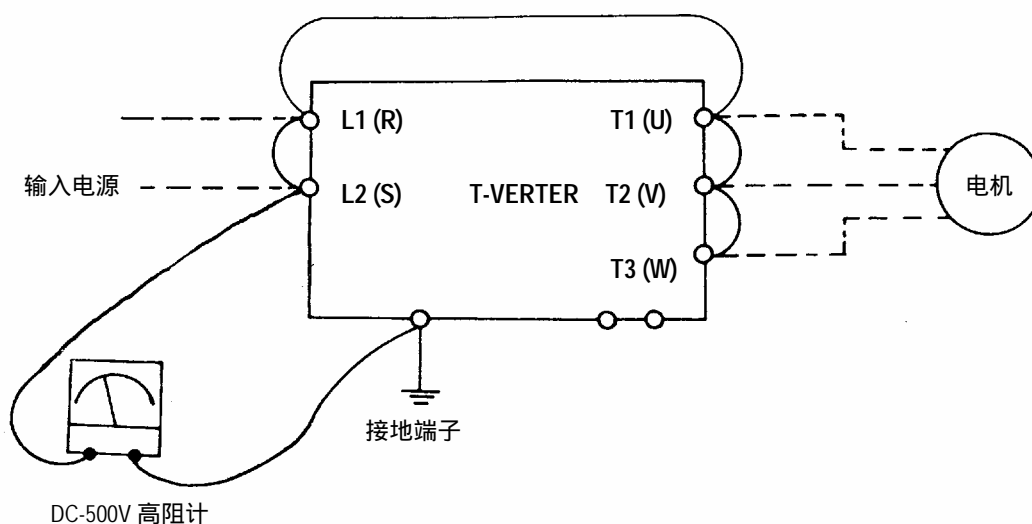 L1 (R)
T1 (U)
输入电源
L2 (S)
T-VERTER
T2 (V)
电机
T3 (W)
接地端子
DC-500V 高阻计